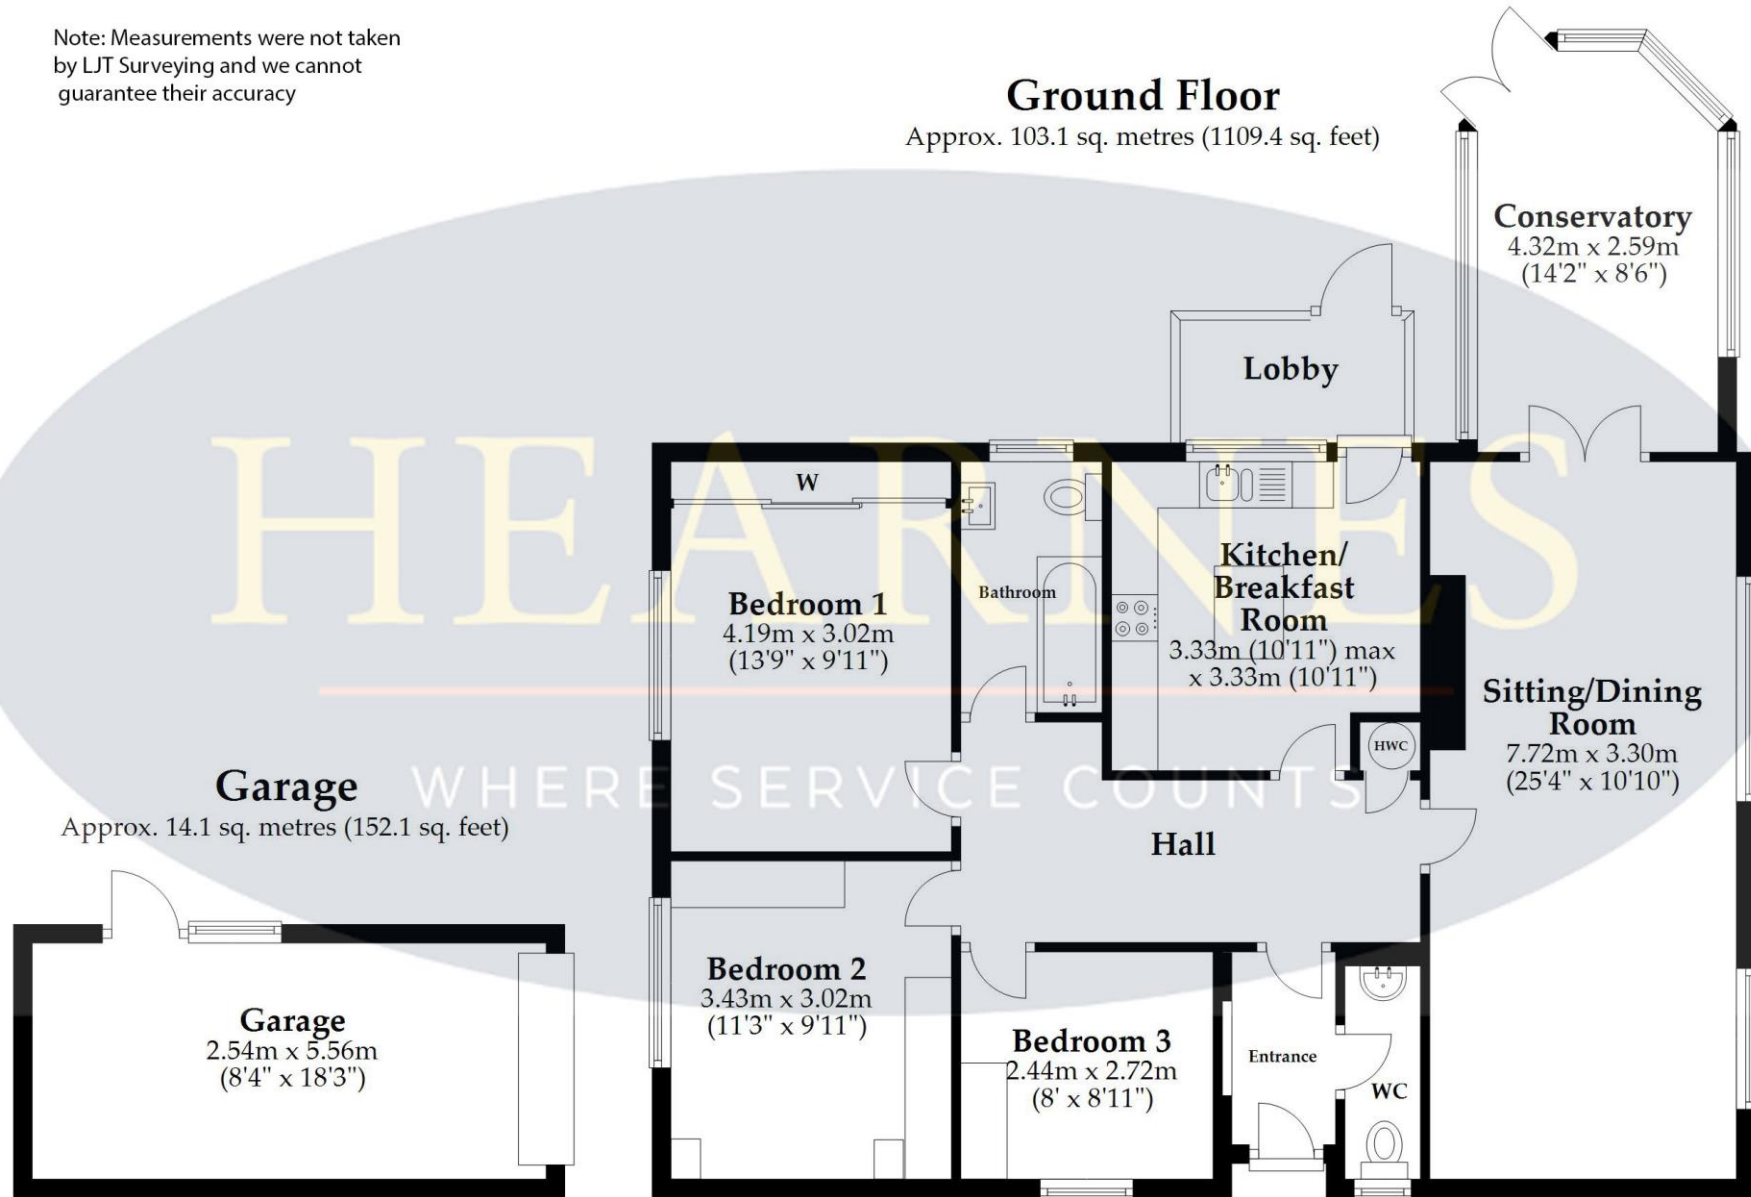 Note: Measurements were not taken
by LJT Surveying and we cannot
guarantee their accuracy
Ground Floor
Approx. 103.1 sq. metres (1109.4 sq. feet)
Conservatory
4.32m x 2.59m
(14'2" x 8'6")
Lobby
HEARNES
WHERE SERVICE COUNTS
W
Bedroom 1
4.19m x 3.02m
(13'9" x 9'11")
Bathroom
Kitchen/
Breakfast
Room
3.33m (10'11") max
x 3.33m (10'11")
Sitting/Dining
Room
7.72m x 3.30m
(25'4" x 10'10")
HWC
Hall
Garage
Approx. 14.1 sq. metres (152.1 sq. feet)
Garage
2.54m x 5.56m
(8'4" x 18'3")
Bedroom 2
3.43m x 3.02m
(11'3" x 9'11")
Bedroom 3
2.44m x 2.72m
(8' x 8'11")
Entrance
WC